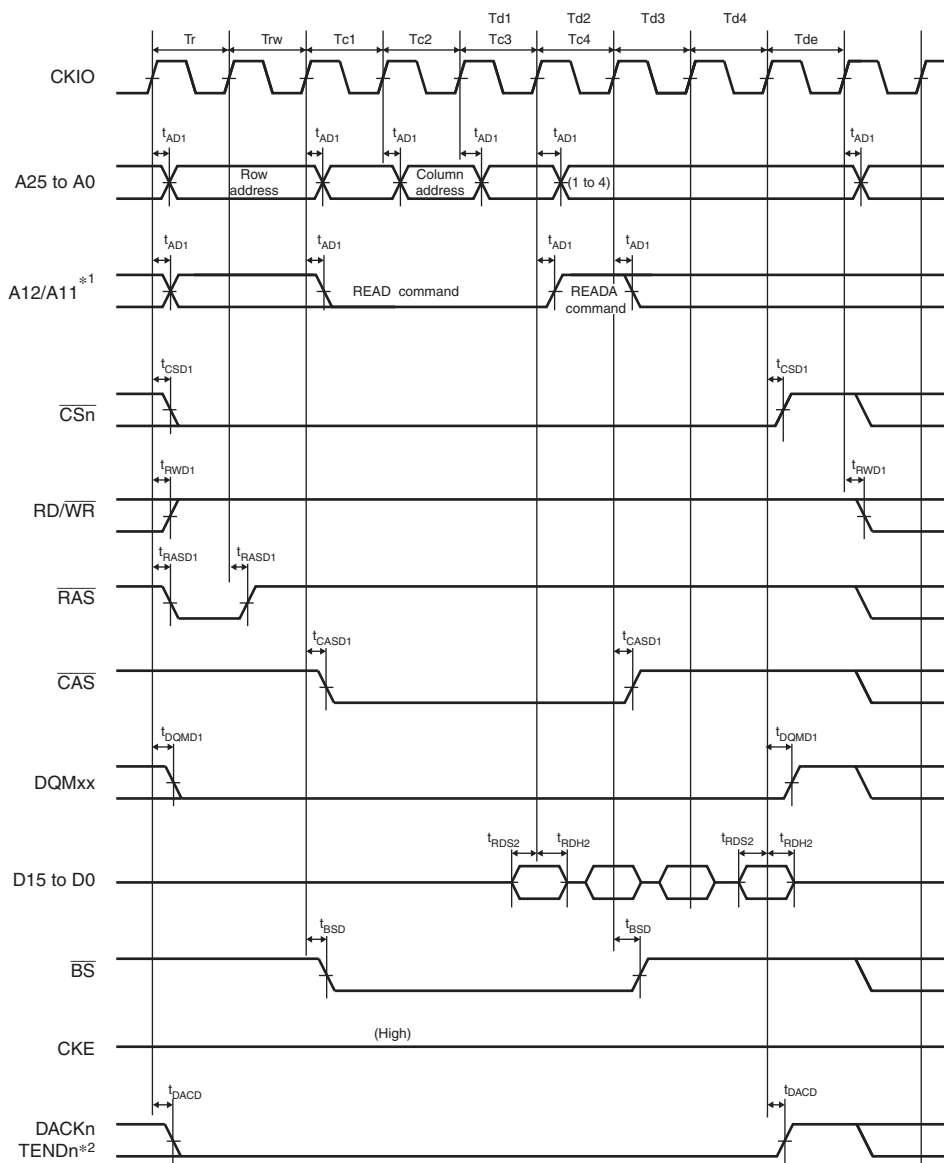 Td1 Td2 Td3 Td4
Tr Trw Tc1 Tc2 Tc3 Tc4 Tde
CKIO
tAD1 tAD1 tAD1 tAD1 tAD1 tAD1
A25 to A0
Row address
Column address
(1 to 4)
tAD1 tAD1 tAD1 tAD1
A12/A11*1
READ command
READA command
tCSD1 tCSD1
CSn
tRWD1 tRWD1
RD/WR
tRASD1 tRASD1
RAS
tCASD1 tCASD1
CAS
tDQMD1 tDQMD1
DQMxx
tRDS2 tRDH2 tRDS2 tRDH2
D15 to D0
tBSD tBSD
BS
(High)
CKE
tDACD tDACD
DACKn
TENDn*2